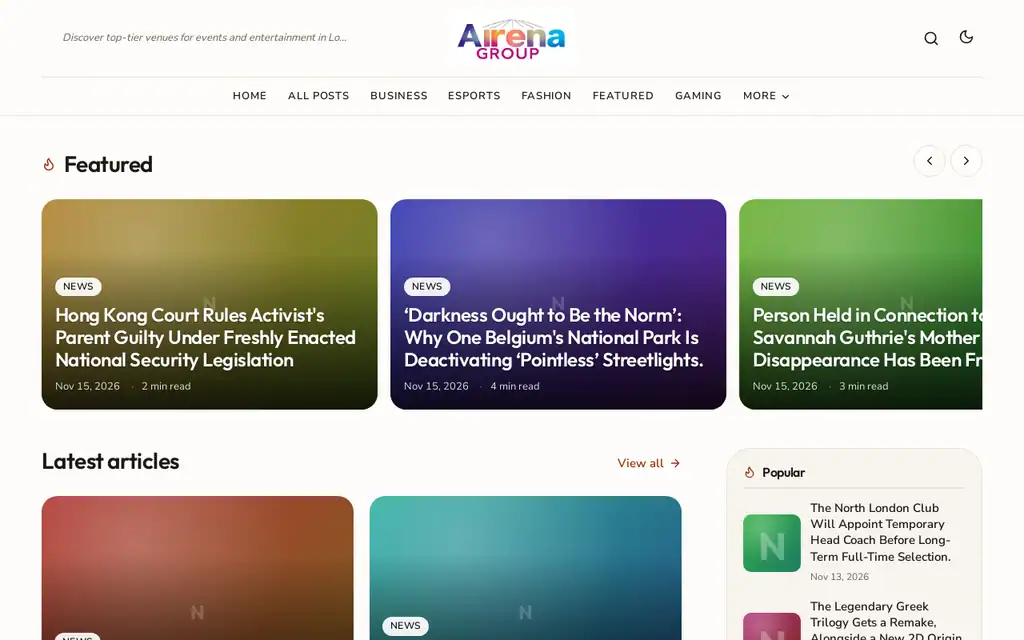 Discover top-tier venues for events and entertainment in Lo...
Airena
GROUP
HOME
ALL POSTS
BUSINESS
ESPORTS
FASHION
FEATURED
GAMING
MORE
Featured
NEWS
N
Hong Kong Court Rules Activist's
Parent Guilty Under Freshly Enacted
National Security Legislation
Nov 15, 2026 · 2 min read
NEWS
N
‘Darkness Ought to Be the Norm’:
Why One Belgium's National Park Is
Deactivating ‘Pointless’ Streetlights.
Nov 15, 2026 · 4 min read
NEWS
N
Person Held in Connection to
Savannah Guthrie's Mother
Disappearance Has Been Fr
Nov 15, 2026 · 3 min read
Latest articles
View all
N
NEWS
N
NEWS
Popular
N
The North London Club
Will Appoint Temporary
Head Coach Before Long-
Term Full-Time Selection.
Nov 13, 2026
N
The Legendary Greek
Trilogy Gets a Remake,
Alongside a New 2D Origin